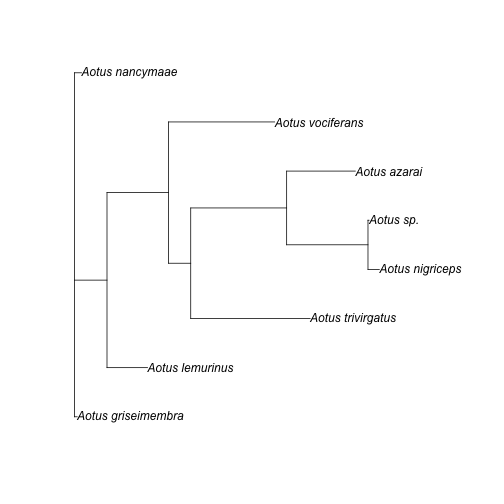 Aotus nancymaae
Aotus vociferans
Aotus azarai
Aotus sp.
Aotus nigriceps
Aotus trivirgatus
Aotus lemurinus
Aotus griseimembra